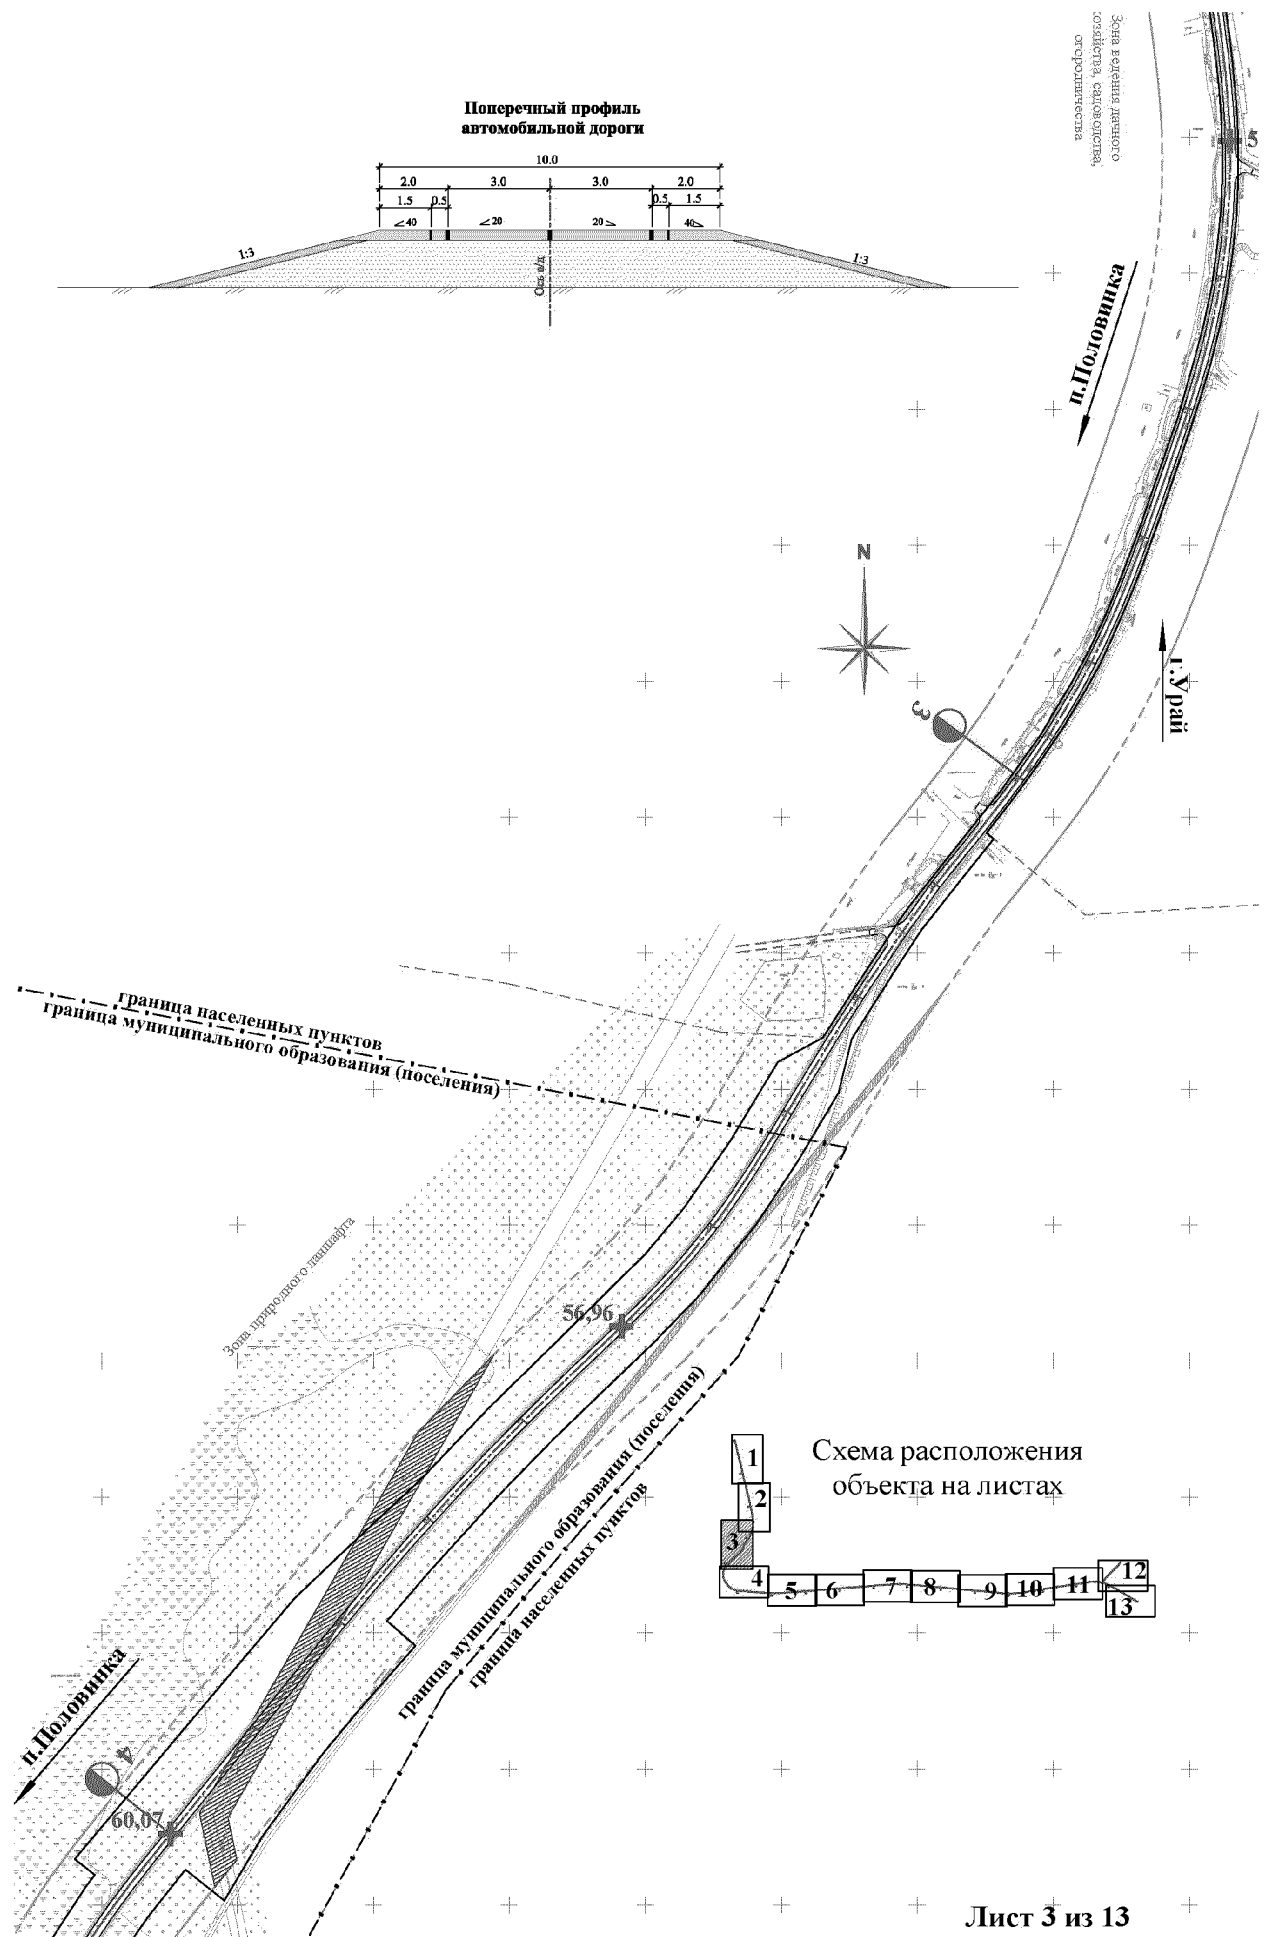 Зона ведения дачного
хозяйства, садоводства,
огородничества
Поперечный профиль
автомобильной дороги
10.0
2.0 3.0 3.0 2.0
1.5 0.5 0.5 1.5
40 20 20 40
1:3 1:3
Ось а/д
5
п.Половинка
N
г.Урай
3
граница населенных пунктов
граница муниципального образования (поселения)
Зона природного ланшафта
56,96
граница муниципального образования (поселения)
граница населенных пунктов
Схема расположения
объекта на листах
1
2
3
4 5 6 7 8 9 10 11 12
13
п.Половинка
4
60,07
Лист 3 из 13